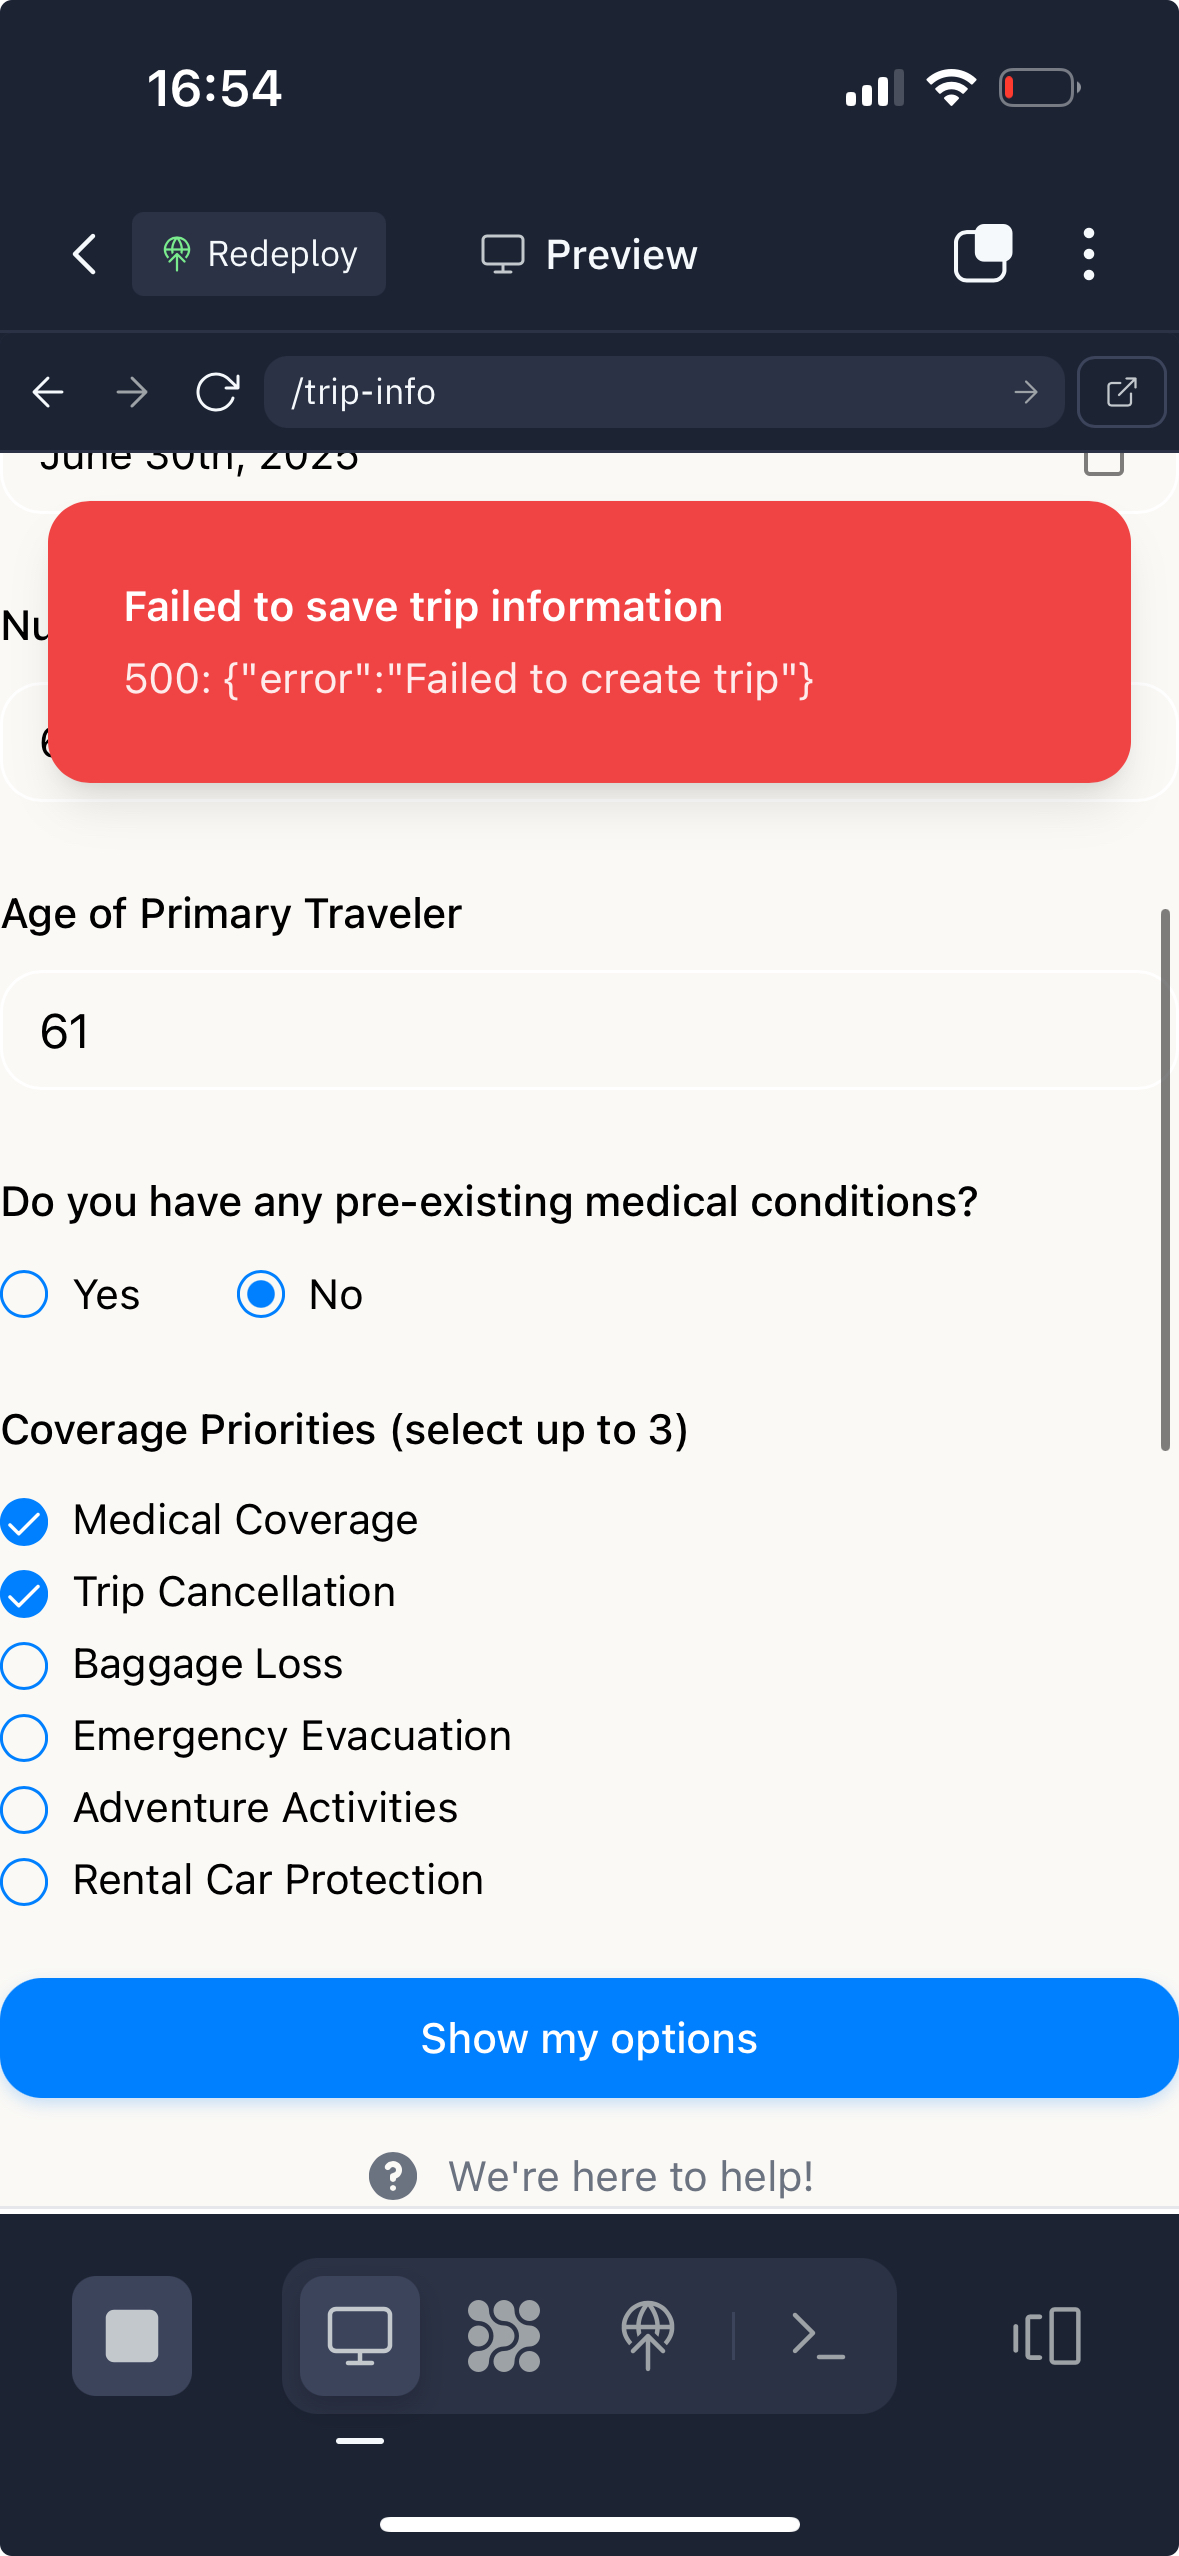 16:54
Redeploy
Preview
/trip-info
June 30th, 2025
Failed to save trip information
500: {"error":"Failed to create trip"}
Age of Primary Traveler
61
Do you have any pre-existing medical conditions?
Yes No
Coverage Priorities (select up to 3)
Medical Coverage
Trip Cancellation
Baggage Loss
Emergency Evacuation
Adventure Activities
Rental Car Protection
Show my options
We're here to help!